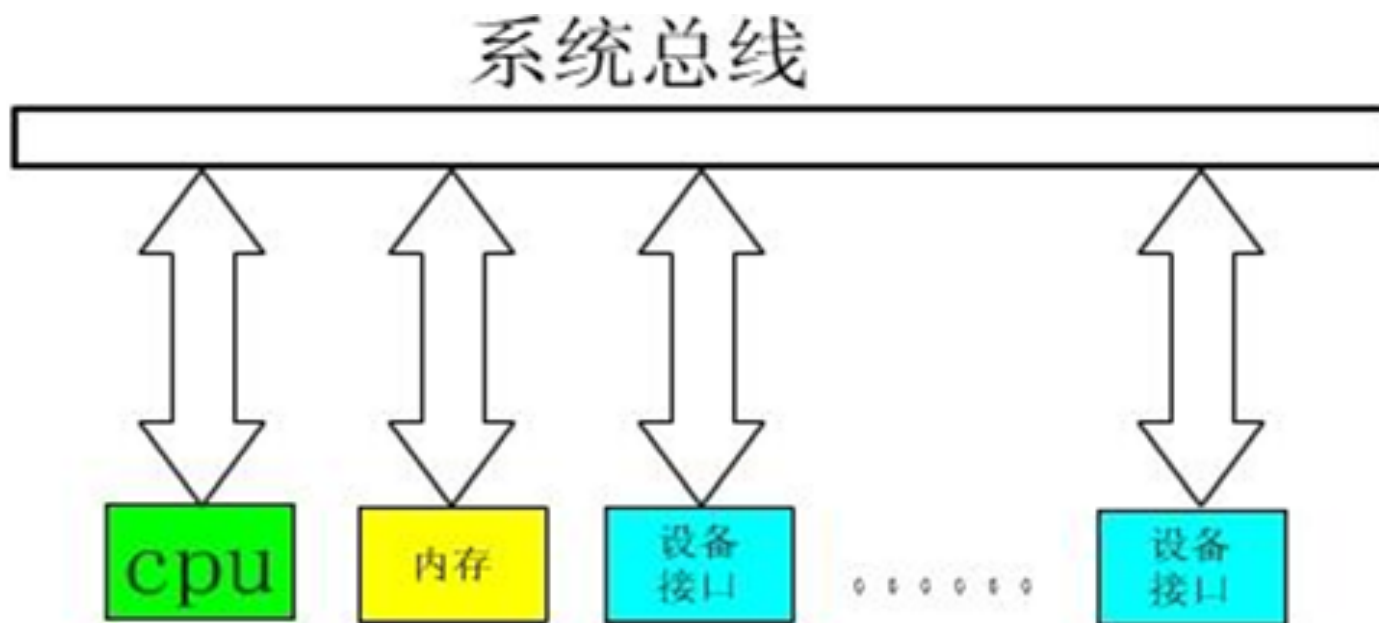 系统总线
cpu
内存
设备
接口
......
设备
接口